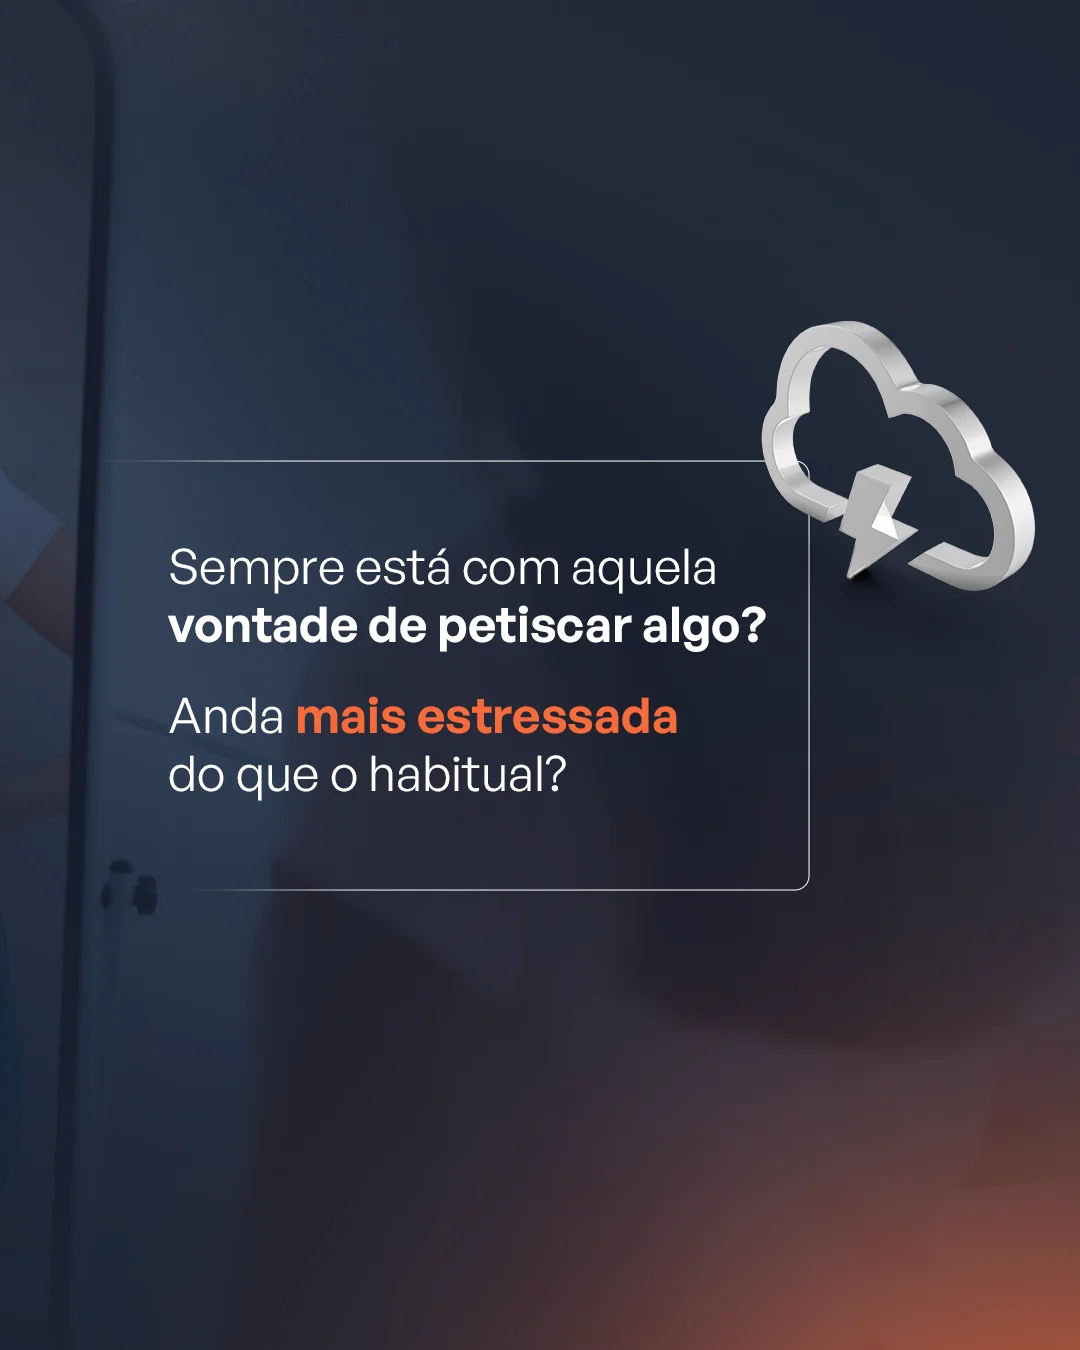 Sempre está com aquela
vontade de petiscar algo?
Anda mais estressada
do que o habitual?